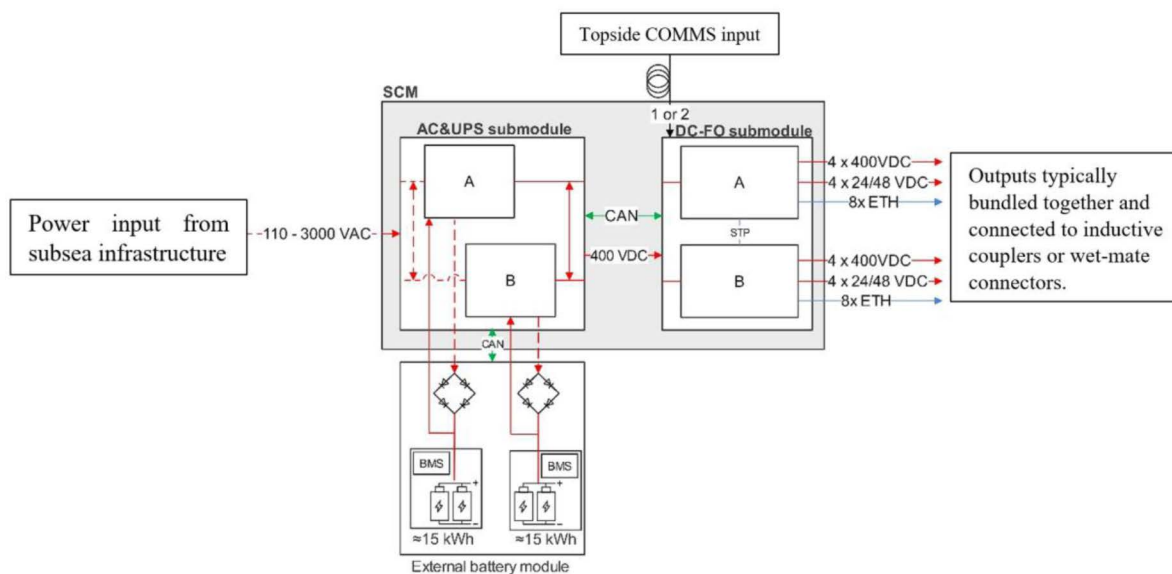 Topside COMMS input
SCM
1 or 2
AC&UPS submodule
DC-FO submodule
A
A
4 x 400VDC
4 x 24/48 VDC
8x ETH
Power input from
subsea infrastructure
110 - 3000 VAC
CAN
STP
400 VDC
B
B
4 x 400VDC
4 x 24/48 VDC
8x ETH
Outputs typically
bundled together and
connected to inductive
couplers or wet-mate
connectors.
CAN
BMS
BMS
+
+
–
–
≈15 kWh
≈15 kWh
External battery module